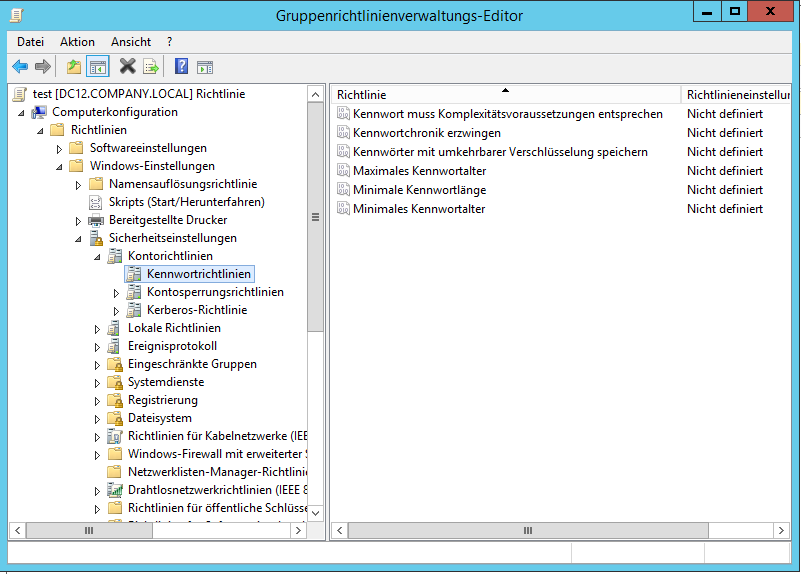 Gruppenrichtlinienverwaltungs-Editor
Datei Aktion Ansicht ?
test [DC12.COMPANY.LOCAL] Richtlinie
Computerkonfiguration
Richtlinien
Softwareeinstellungen
Windows-Einstellungen
Namensauflösungsrichtlinie
Skripts (Start/Herunterfahren)
Bereitgestellte Drucker
Sicherheitseinstellungen
Kontorichtlinien
Kennwortrichtlinien
Kontosperrungsrichtlinien
Kerberos-Richtlinie
Lokale Richtlinien
Ereignisprotokoll
Eingeschränkte Gruppen
Systemdienste
Registrierung
Dateisystem
Richtlinien für Kabelnetzwerke (IEE
Windows-Firewall mit erweiterter
Netzwerklisten-Manager-Richtlini
Drahtlosnetzwerkrichtlinien (IEEE 8
Richtlinien für öffentliche Schlüsse
Richtlinie Richtlinieneinstellun
Kennwort muss Komplexitätsvoraussetzungen entsprechen Nicht definiert
Kennwortchronik erzwingen Nicht definiert
Kennwörter mit umkehrbarer Verschlüsselung speichern Nicht definiert
Maximales Kennwortalter Nicht definiert
Minimale Kennwortlänge Nicht definiert
Minimales Kennwortalter Nicht definiert